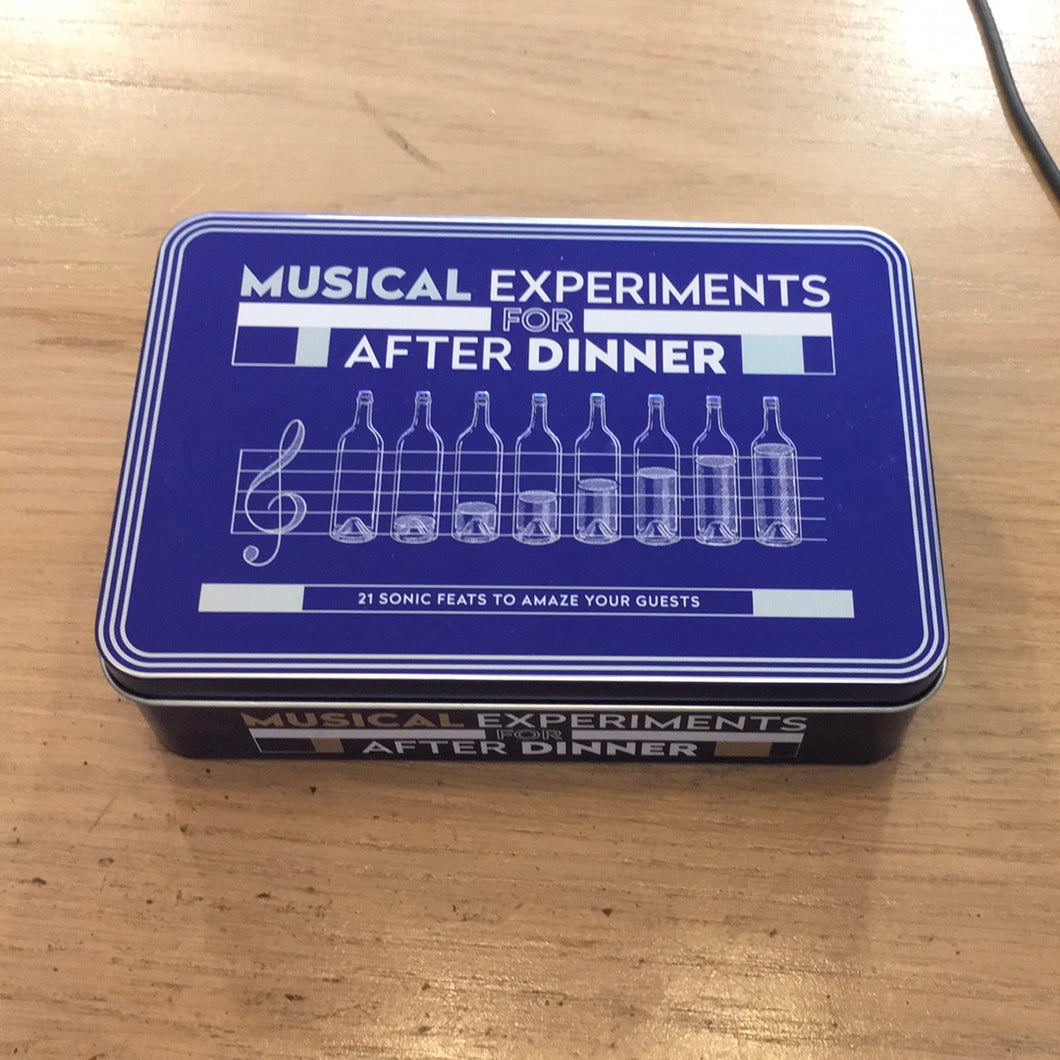 MUSICAL EXPERIMENTS
FOR
AFTER DINNER
21 SONIC FEATS TO AMAZE YOUR GUESTS
MUSICAL EXPERIMENTS
FOR
AFTER DINNER